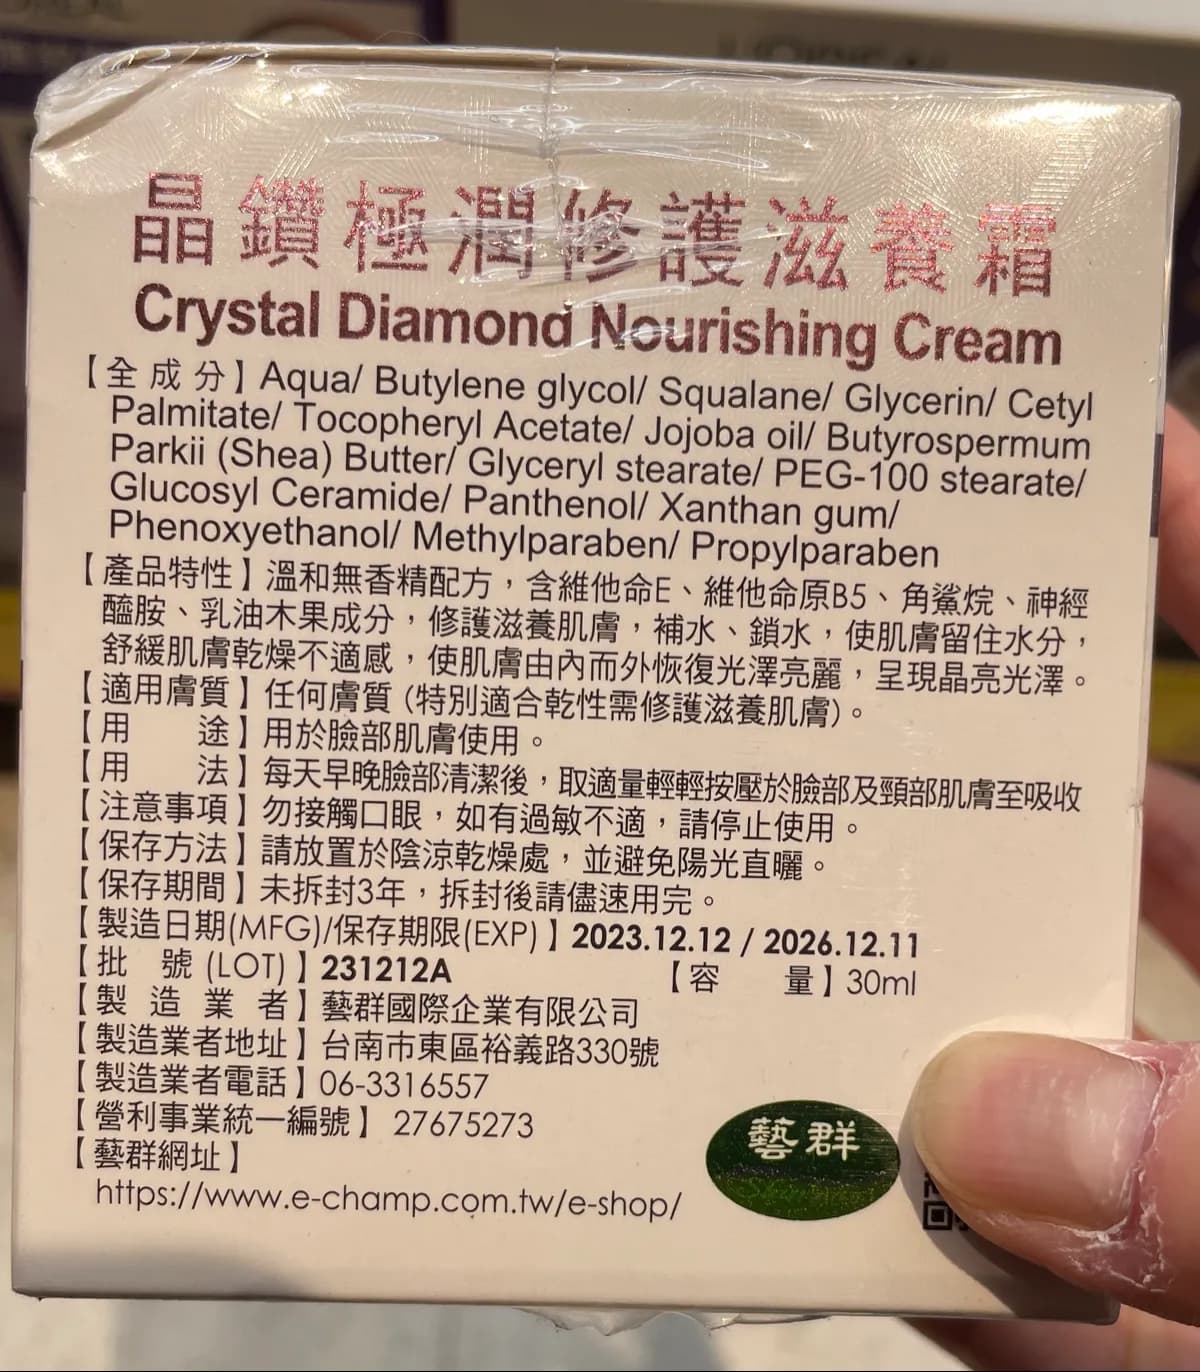 晶鑽極潤修護滋養霜
Crystal Diamond Nourishing Cream
【全成分】Aqua/ Butylene glycol/ Squalane/ Glycerin/ Cetyl
Palmitate/ Tocopheryl Acetate/ Jojoba oil/ Butyrospermum
Parkii (Shea) Butter/ Glyceryl stearate/ PEG-100 stearate/
Glucosyl Ceramide/ Panthenol/ Xanthan gum/
Phenoxyethanol/ Methylparaben/ Propylparaben
【產品特性】溫和無香精配方，含維他命E、維他命原B5、角鯊烷、神經
醯胺、乳油木果成分，修護滋養肌膚，補水、鎖水，使肌膚留住水分，
舒緩肌膚乾燥不適感，使肌膚由內而外恢復光澤亮麗，呈現晶亮光澤。
【適用膚質】任何膚質 (特別適合乾性需修護滋養肌膚)。
【用　　途】用於臉部肌膚使用。
【用　　法】每天早晚臉部清潔後，取適量輕輕按壓於臉部及頸部肌膚至吸收
【注意事項】勿接觸口眼，如有過敏不適，請停止使用。
【保存方法】請放置於陰涼乾燥處，並避免陽光直曬。
【保存期間】未拆封3年，拆封後請儘速用完。
【製造日期(MFG)/保存期限(EXP)】2023.12.12 / 2026.12.11
【批　號 (LOT)】231212A 【容　　量】30ml
【製 造 業 者】藝群國際企業有限公司
【製造業者地址】台南市東區裕義路330號
【製造業者電話】06-3316557
【營利事業統一編號】 27675273
【藝群網址】
https://www.e-champ.com.tw/e-shop/
藝群